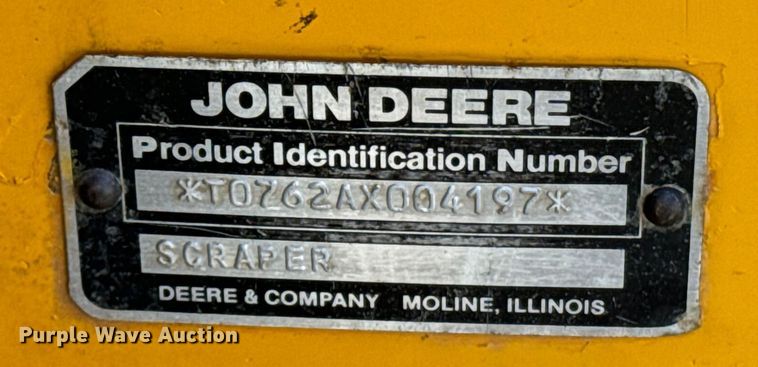 JOHN DEERE
Product Identification Number
*T0762AX004197*
SCRAPER
DEERE & COMPANY MOLINE, ILLINOIS
Purple Wave Auction